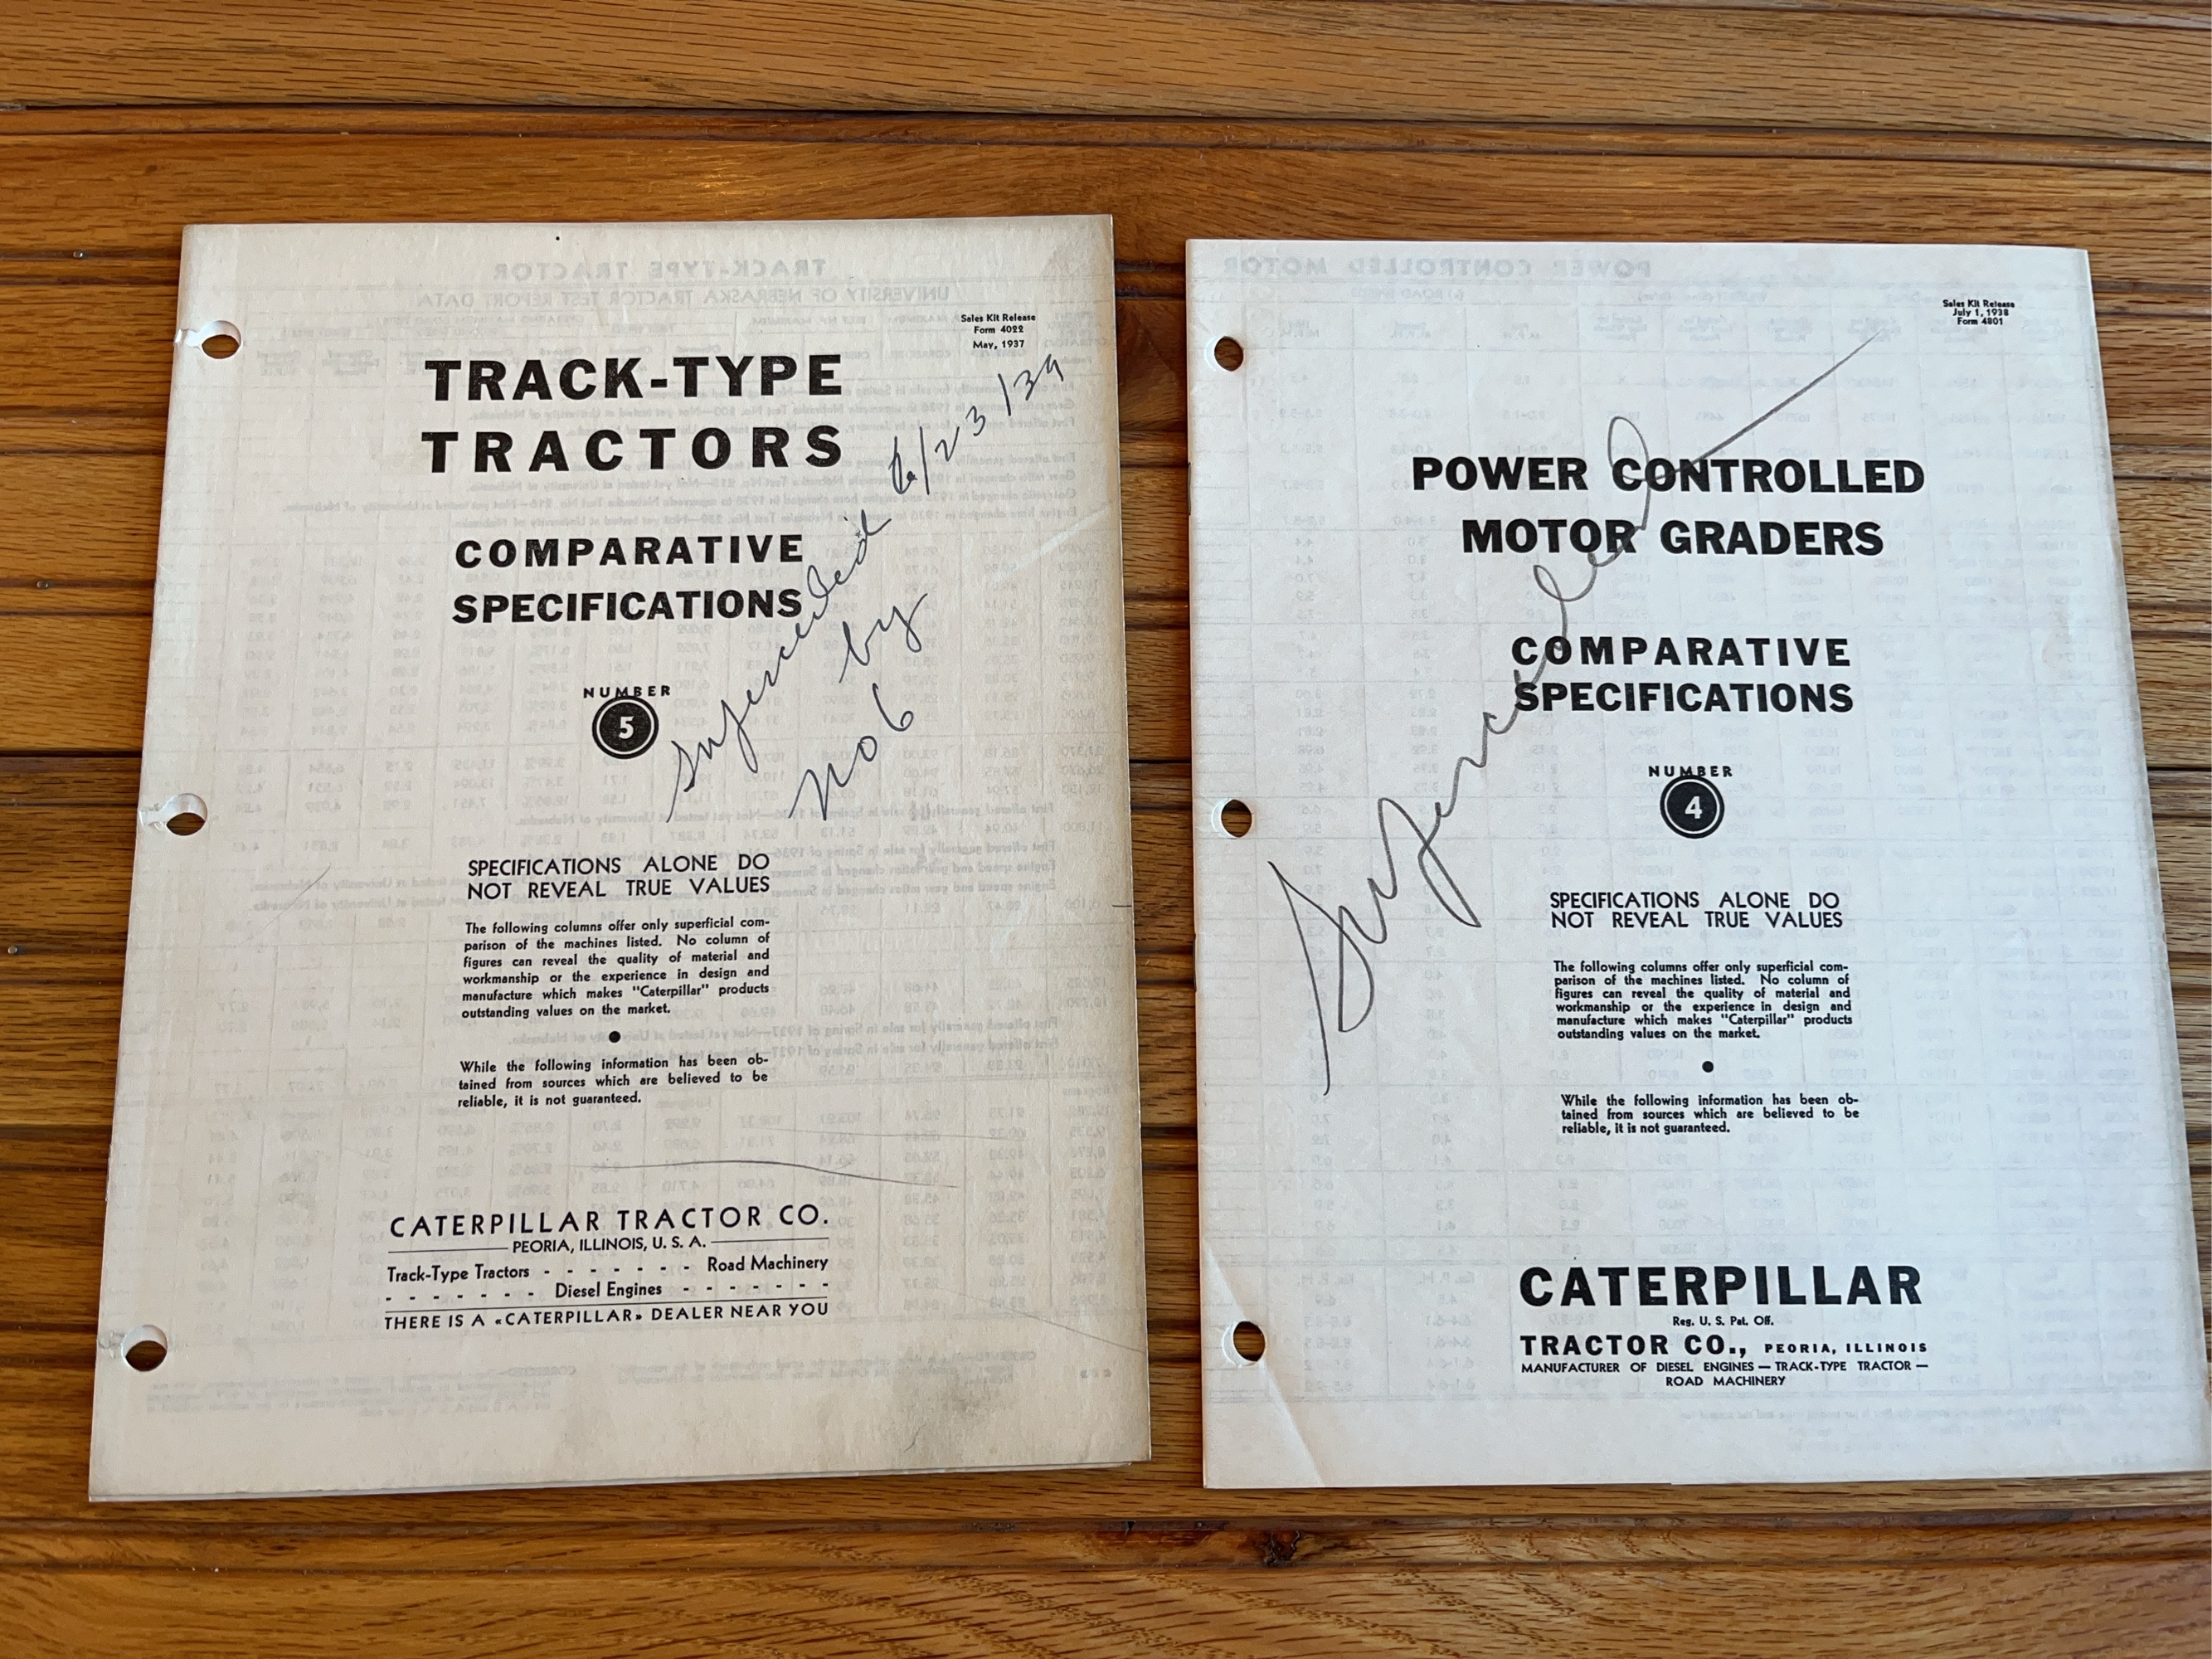 Sales Kit Release
Form 4022
May, 1937
TRACK-TYPE
TRACTORS
COMPARATIVE
SPECIFICATIONS
NUMBER
5
Superceded 6/23/39
by
No 6
SPECIFICATIONS ALONE DO
NOT REVEAL TRUE VALUES
The following columns offer only superficial com-
parison of the machines listed. No column of
figures can reveal the quality of material and
workmanship or the experience in design and
manufacture which makes "Caterpillar" products
outstanding values on the market.
While the following information has been ob-
tained from sources which are believed to be
reliable, it is not guaranteed.
CATERPILLAR TRACTOR CO.
PEORIA, ILLINOIS, U. S. A.
Track-Type Tractors - - - - - - - Road Machinery
- - - - - - - Diesel Engines - - - - - - -
THERE IS A «CATERPILLAR» DEALER NEAR YOU
Sales Kit Release
July 1, 1938
Form 4801
POWER CONTROLLED
MOTOR GRADERS
COMPARATIVE
SPECIFICATIONS
NUMBER
4
Superceded
SPECIFICATIONS ALONE DO
NOT REVEAL TRUE VALUES
The following columns offer only superficial com-
parison of the machines listed. No column of
figures can reveal the quality of material and
workmanship or the experience in design and
manufacture which makes "Caterpillar" products
outstanding values on the market.
While the following information has been ob-
tained from sources which are believed to be
reliable, it is not guaranteed.
CATERPILLAR
Reg. U. S. Pat. Off.
TRACTOR CO., PEORIA, ILLINOIS
MANUFACTURER OF DIESEL ENGINES — TRACK-TYPE TRACTOR —
ROAD MACHINERY